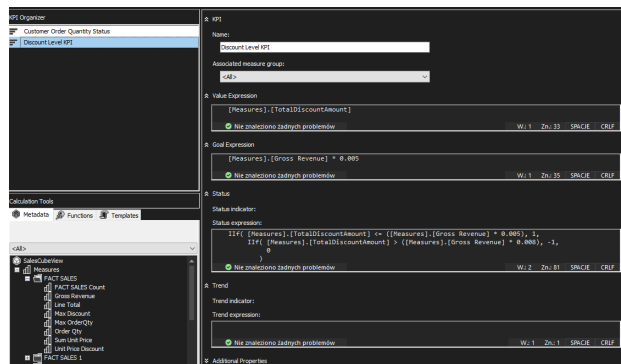 KPI Organizer
Customer Order Quantity Status
Discount Level KPI
Calculation Tools
Metadata Functions Templates
<All>
SalesCubeView
Measures
FACT SALES
FACT SALES Count
Gross Revenue
Line Total
Max Discount
Max OrderQty
Order Qty
Sum Unit Price
Unit Price Discount
FACT SALES 1
KPI
Name:
Discount Level KPI
Associated measure group:
<All>
Value Expression
[Measures].[TotalDiscountAmount]
Nie znaleziono żadnych problemów W.: 1 Zn.: 33 SPACJE CRLF
Goal Expression
[Measures].[Gross Revenue] * 0.005
Nie znaleziono żadnych problemów W.: 1 Zn.: 35 SPACJE CRLF
Status
Status indicator:
Status expression:
IIf( [Measures].[TotalDiscountAmount] <= ([Measures].[Gross Revenue] * 0.005), 1,
IIf( [Measures].[TotalDiscountAmount] > ([Measures].[Gross Revenue] * 0.008), -1,
0
)
Nie znaleziono żadnych problemów W.: 2 Zn.: 81 SPACJE CRLF
Trend
Trend indicator:
Trend expression:
Nie znaleziono żadnych problemów W.: 1 Zn.: 1 SPACJE CRLF
Additional Properties